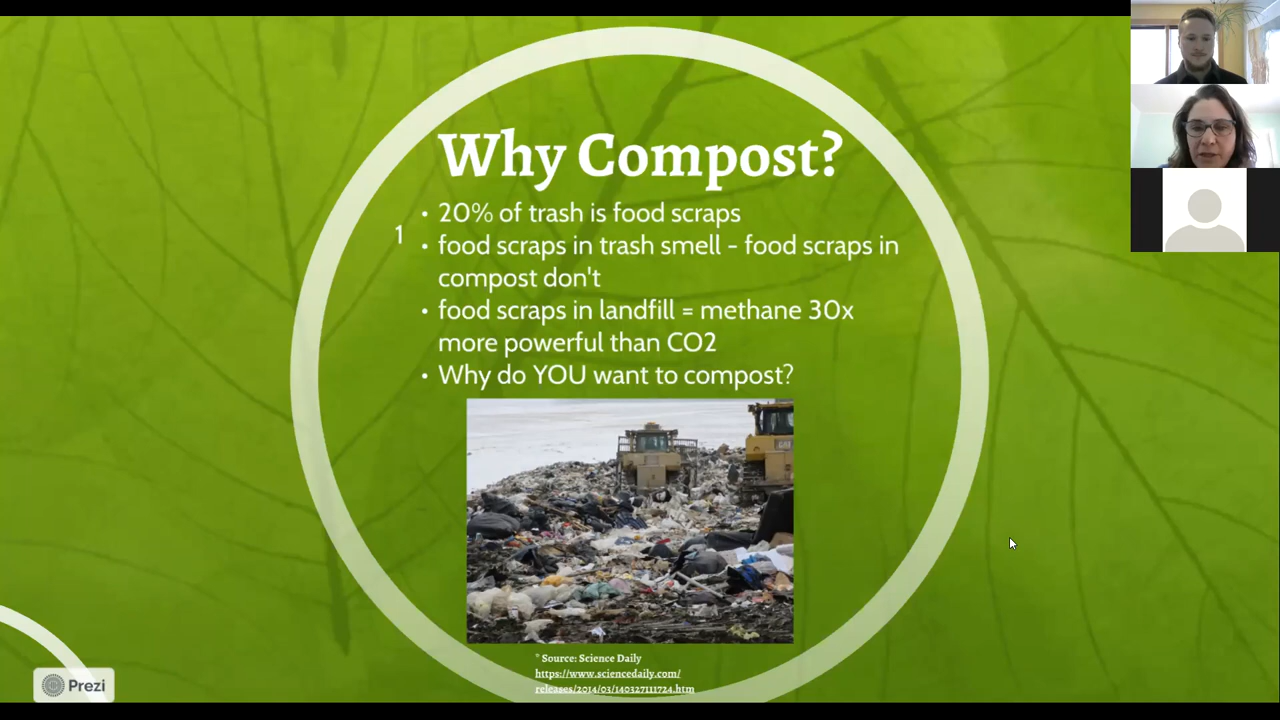 Why Compost?
1
• 20% of trash is food scraps
• food scraps in trash smell - food scraps in
compost don't
• food scraps in landfill = methane 30x
more powerful than CO2
• Why do YOU want to compost?
* Source: Science Daily
https://www.sciencedaily.com/
releases/2014/03/140327111724.htm
Prezi